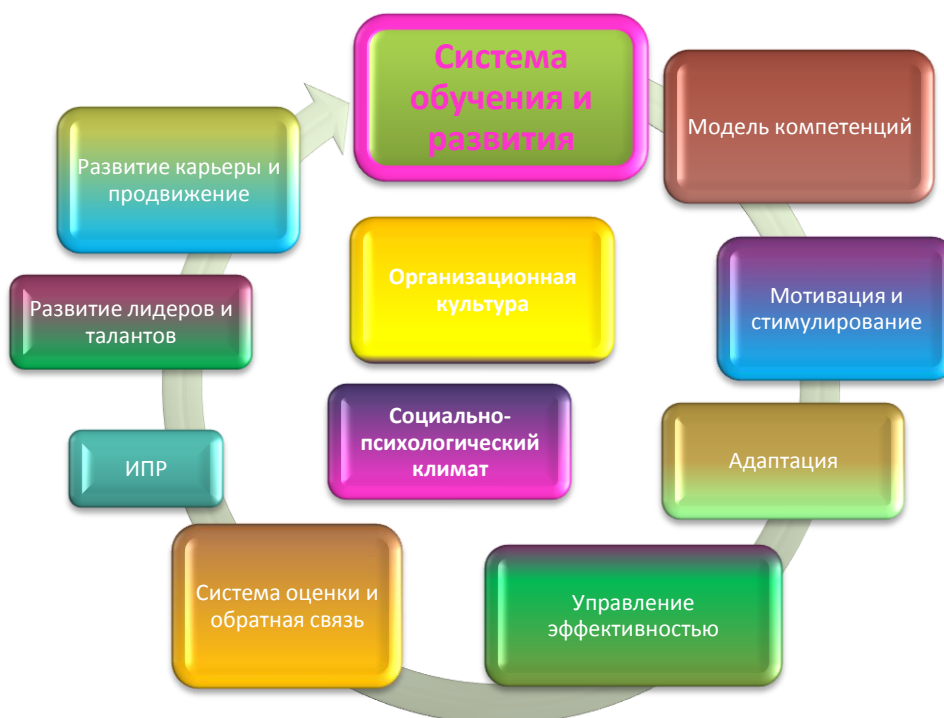 Система
обучения и
развития
Модель компетенций
Мотивация и
стимулирование
Адаптация
Управление
эффективностью
Система оценки и
обратная связь
ИПР
Развитие лидеров и
талантов
Развитие карьеры и
продвижение
Организационная
культура
Социально-
психологический
климат